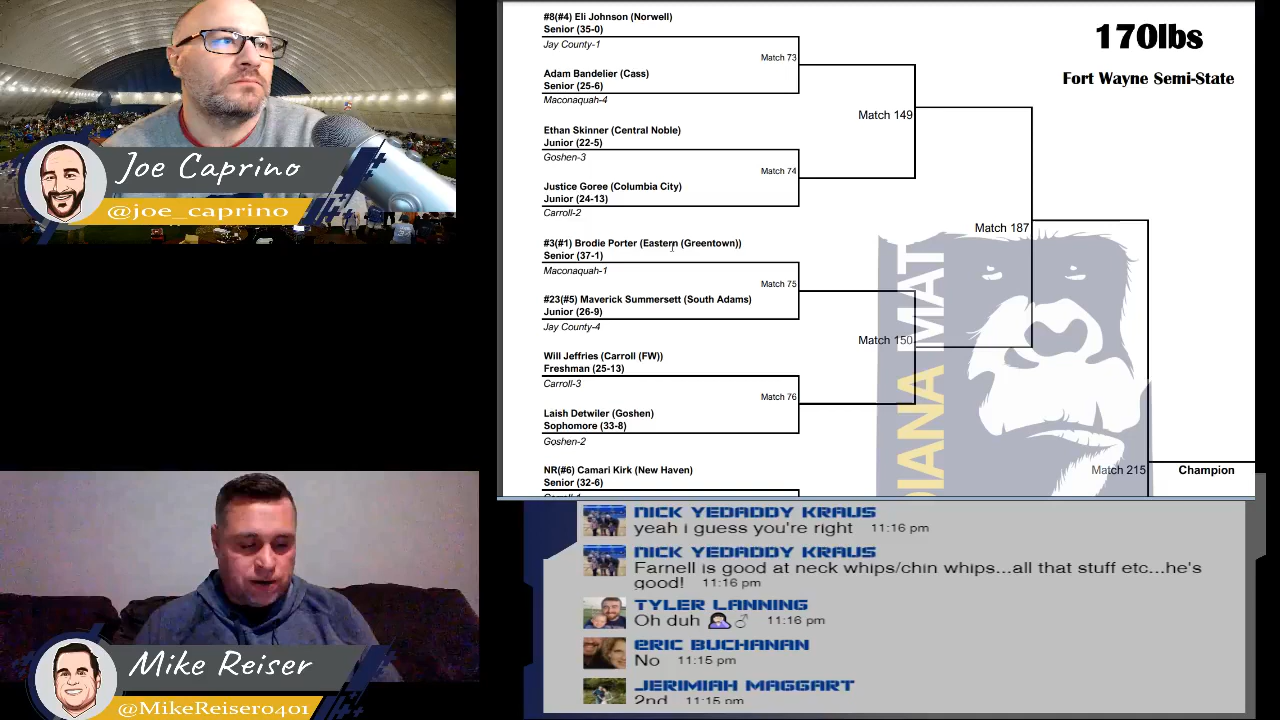 Joe Caprino
@joe_caprino
Mike Reiser
@MikeReiser0401
170lbs
Fort Wayne Semi-State
#8(#4) Eli Johnson (Norwell)
Senior (35-0)
Jay County-1
Match 73
Adam Bandelier (Cass)
Senior (25-6)
Maconaquah-4
Match 149
Ethan Skinner (Central Noble)
Junior (22-5)
Goshen-3
Match 74
Justice Goree (Columbia City)
Junior (24-13)
Carroll-2
Match 187
#3(#1) Brodie Porter (Eastern (Greentown))
Senior (37-1)
Maconaquah-1
Match 75
#23(#5) Maverick Summersett (South Adams)
Junior (26-9)
Jay County-4
Match 150
Will Jeffries (Carroll (FW))
Freshman (25-13)
Carroll-3
Match 76
Laish Detwiler (Goshen)
Sophomore (33-8)
Goshen-2
NR(#6) Camari Kirk (New Haven)
Senior (32-6)
Carroll-1
Match 215
Champion
DIANA MAT
NICK YEDADDY KRAUS
yeah i guess you're right 11:16 pm
NICK YEDADDY KRAUS
Farnell is good at neck whips/chin whips...all that stuff etc...he's
good! 11:16 pm
TYLER LANNING
Oh duh 🤦🏻‍♂️ 11:16 pm
ERIC BUCHANAN
No 11:15 pm
JERIMIAH MAGGART
2nd 11:15 pm